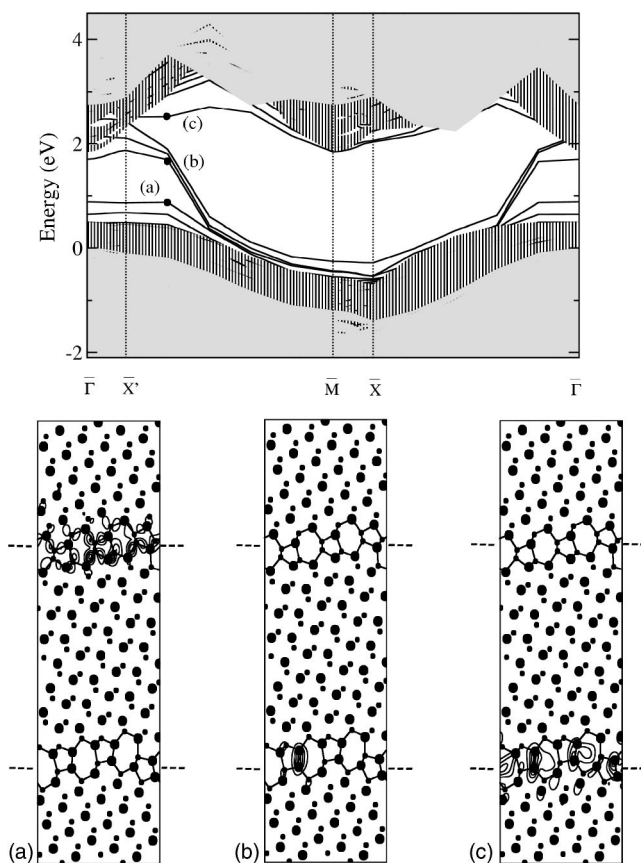 4
2
0
-2
Energy (eV)
(c)
(b)
(a)
Γ̅ X̅' M̅ X̅ Γ̅
(a) (b) (c)